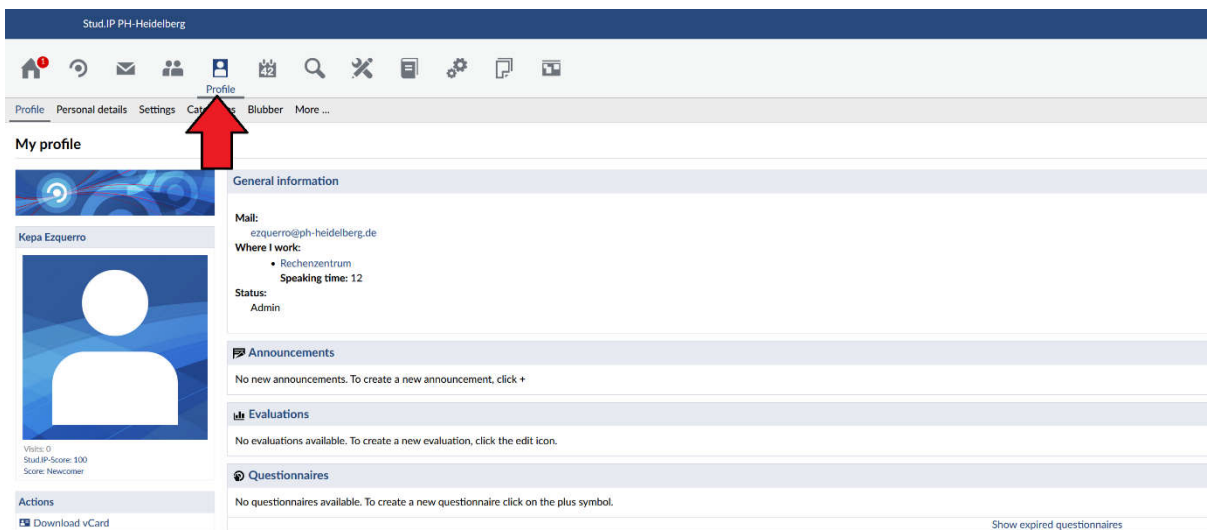 Stud.IP PH-Heidelberg
1
42
Profile
Profile Personal details Settings Blubber More ...
My profile
General information
Mail:
ezquerro@ph-heidelberg.de
Where I work:
• Rechenzentrum
Speaking time: 12
Status:
Admin
Kepa Ezquerro
Visits: 0
Stud.IP-Score: 100
Score: Newcomer
Actions
Download vCard
Announcements
No new announcements. To create a new announcement, click +
Evaluations
No evaluations available. To create a new evaluation, click the edit icon.
Questionnaires
No questionnaires available. To create a new questionnaire click on the plus symbol.
Show expired questionnaires